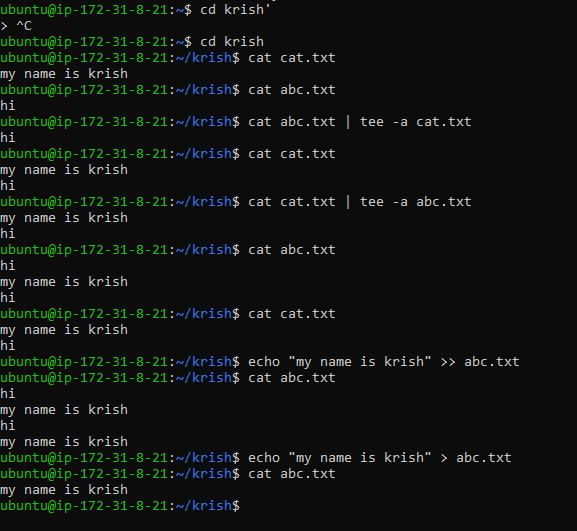 ubuntu@ip-172-31-8-21:~$ cd krish'
> ^C
ubuntu@ip-172-31-8-21:~$ cd krish
ubuntu@ip-172-31-8-21:~/krish$ cat cat.txt
my name is krish
ubuntu@ip-172-31-8-21:~/krish$ cat abc.txt
hi
ubuntu@ip-172-31-8-21:~/krish$ cat abc.txt | tee -a cat.txt
hi
ubuntu@ip-172-31-8-21:~/krish$ cat cat.txt
my name is krish
hi
ubuntu@ip-172-31-8-21:~/krish$ cat cat.txt | tee -a abc.txt
my name is krish
hi
ubuntu@ip-172-31-8-21:~/krish$ cat abc.txt
hi
my name is krish
hi
ubuntu@ip-172-31-8-21:~/krish$ cat cat.txt
my name is krish
hi
ubuntu@ip-172-31-8-21:~/krish$ echo "my name is krish" >> abc.txt
ubuntu@ip-172-31-8-21:~/krish$ cat abc.txt
hi
my name is krish
hi
my name is krish
ubuntu@ip-172-31-8-21:~/krish$ echo "my name is krish" > abc.txt
ubuntu@ip-172-31-8-21:~/krish$ cat abc.txt
my name is krish
ubuntu@ip-172-31-8-21:~/krish$